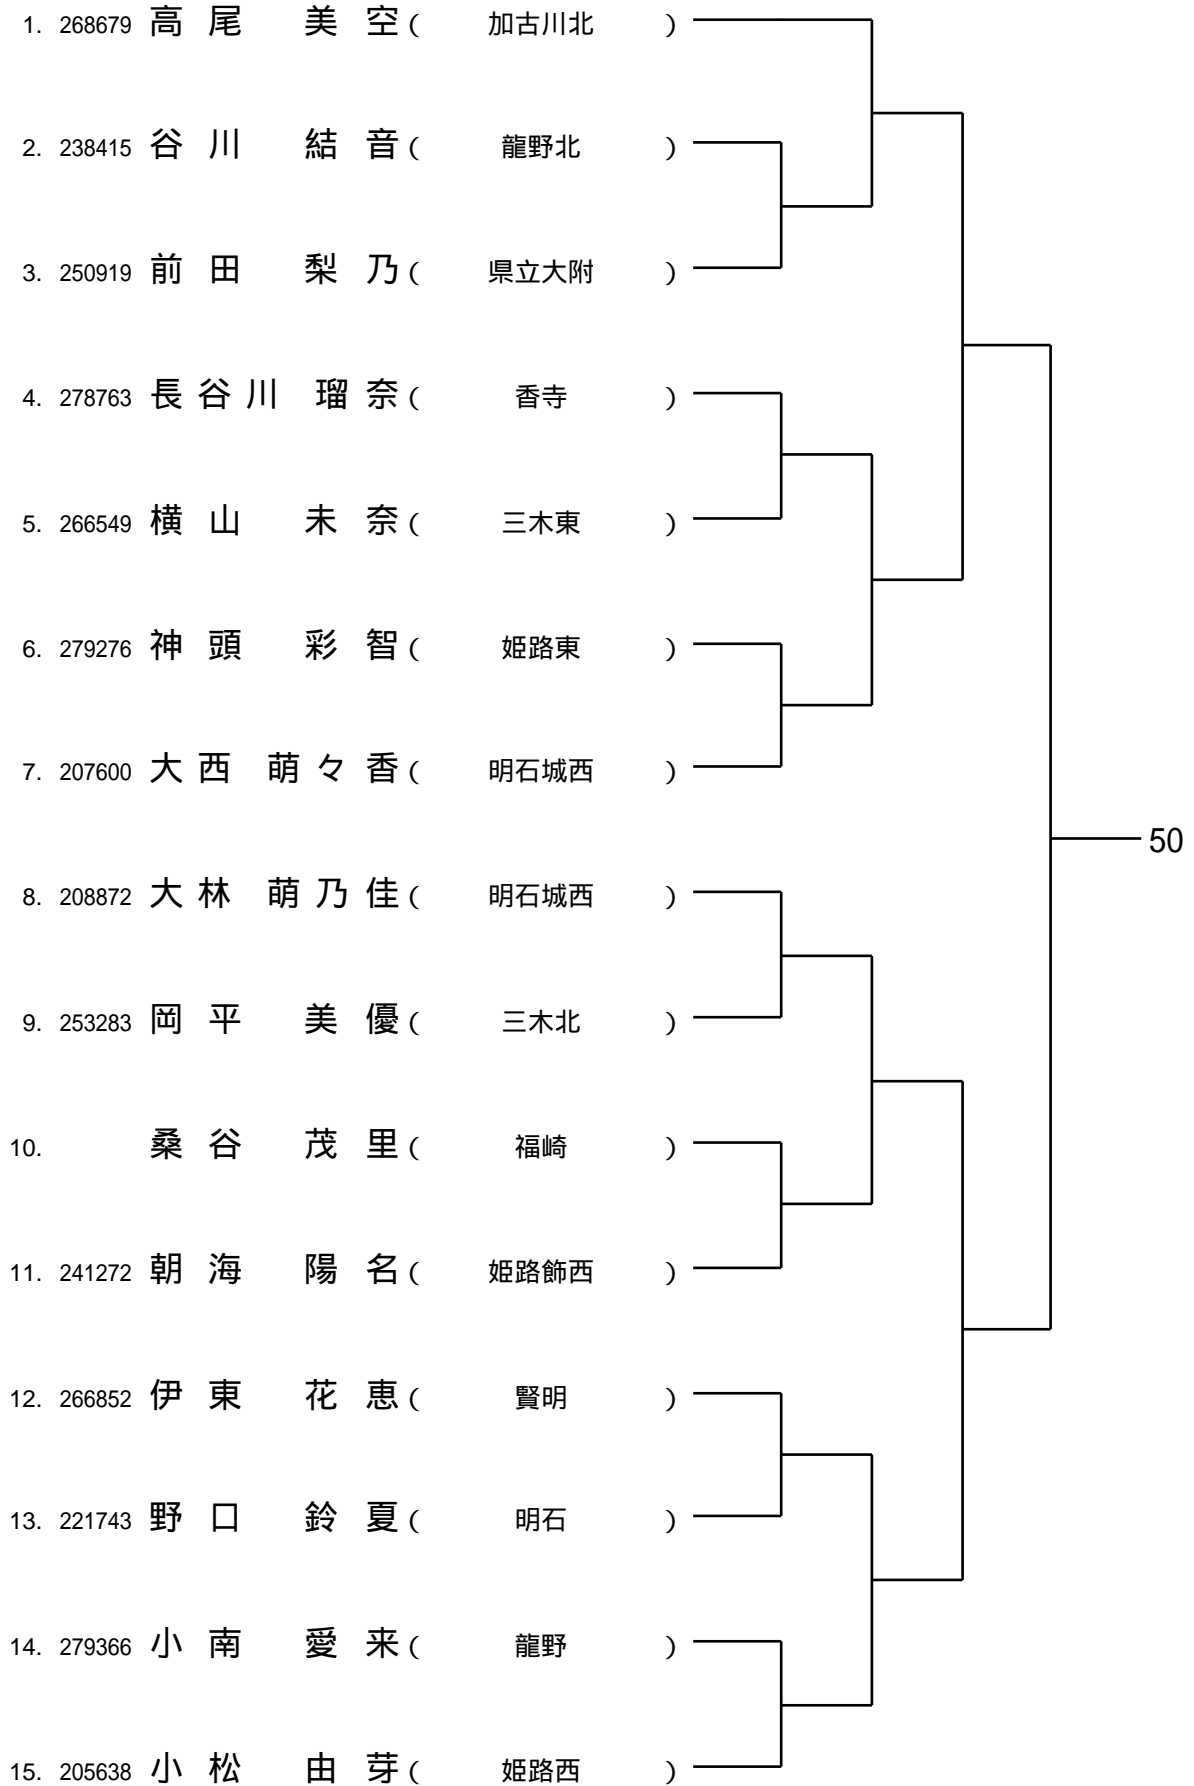 1. 268679 高尾 美空 ( 加古川北 )
2. 238415 谷川 結音 ( 龍野北 )
3. 250919 前田 梨乃 ( 県立大附 )
4. 278763 長谷川 瑠奈 ( 香寺 )
5. 266549 横山 未奈 ( 三木東 )
6. 279276 神頭 彩智 ( 姫路東 )
7. 207600 大西 萌々香 ( 明石城西 )
50
8. 208872 大林 萌乃佳 ( 明石城西 )
9. 253283 岡平 美優 ( 三木北 )
10. 桑谷 茂里 ( 福崎 )
11. 241272 朝海 陽名 ( 姫路飾西 )
12. 266852 伊東 花恵 ( 賢明 )
13. 221743 野口 鈴夏 ( 明石 )
14. 279366 小南 愛来 ( 龍野 )
15. 205638 小松 由芽 ( 姫路西 )